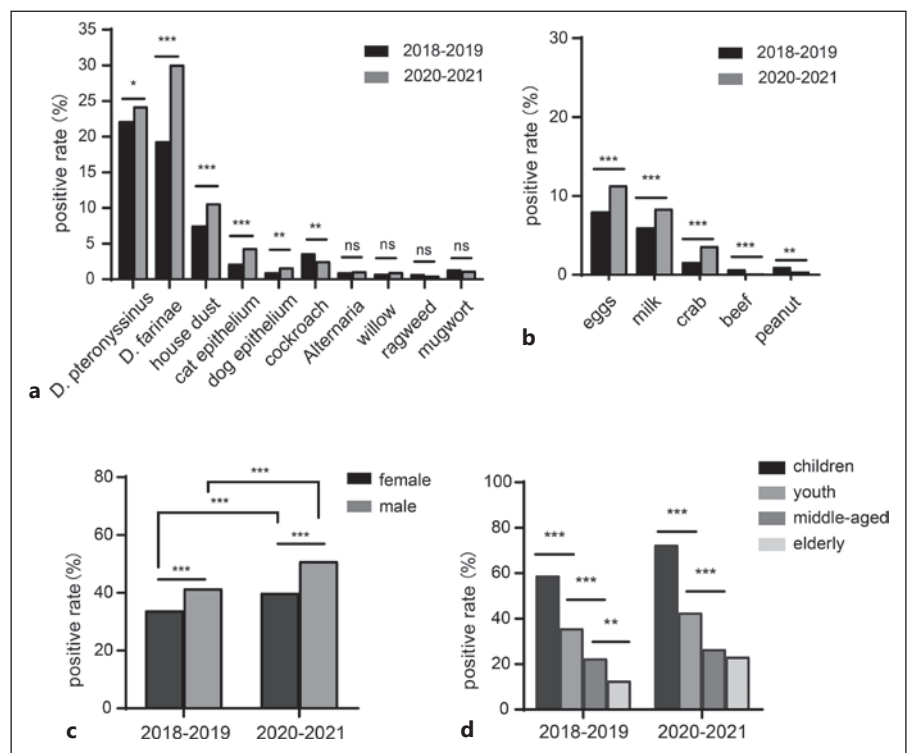 35
30
25
20
15
10
5
0
positive rate (%)
2018-2019
2020-2021
* *** *** *** ** ** ns ns ns ns
D. pteronyssinus
D. farinae
house dust
cat epithelium
dog epithelium
cockroach
Alternaria
willow
ragweed
mugwort
a
30
20
10
0
positive rate (%)
2018-2019
2020-2021
*** *** *** *** **
eggs
milk
crab
beef
peanut
b
80
60
40
20
0
positive rate (%)
female
male
***
***
*** ***
2018-2019 2020-2021
c
100
80
60
40
20
0
positive rate (%)
children
youth
middle-aged
elderly
*** *** **
*** ***
2018-2019 2020-2021
d